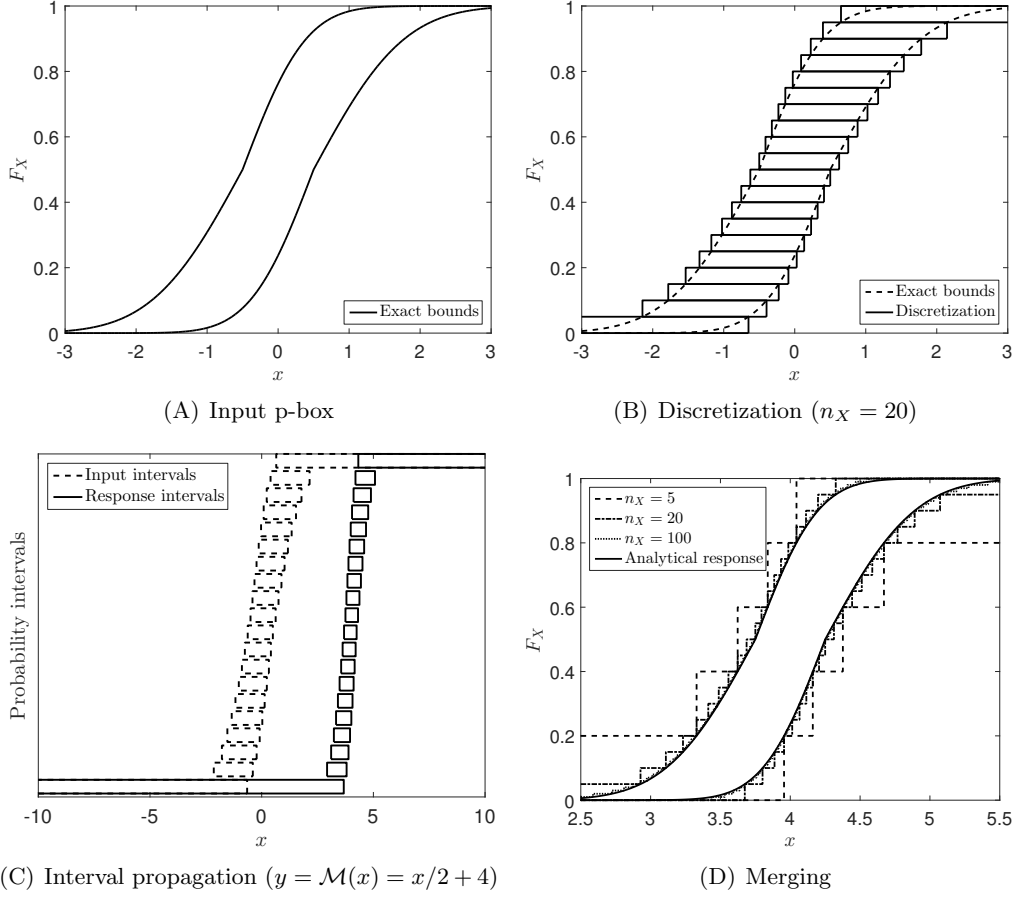 1
0.8
0.6
0.4
0.2
0
F_X
-3 -2 -1 0 1 2 3
x
Exact bounds
(A) Input p-box
1
0.8
0.6
0.4
0.2
0
F_X
-3 -2 -1 0 1 2 3
x
Exact bounds
Discretization
(B) Discretization (n_X = 20)
Probability intervals
Input intervals
Response intervals
-10 -5 0 5 10
x
(C) Interval propagation (y = M(x) = x/2 + 4)
1
0.8
0.6
0.4
0.2
0
F_X
n_X = 5
n_X = 20
n_X = 100
Analytical response
2.5 3 3.5 4 4.5 5 5.5
x
(D) Merging